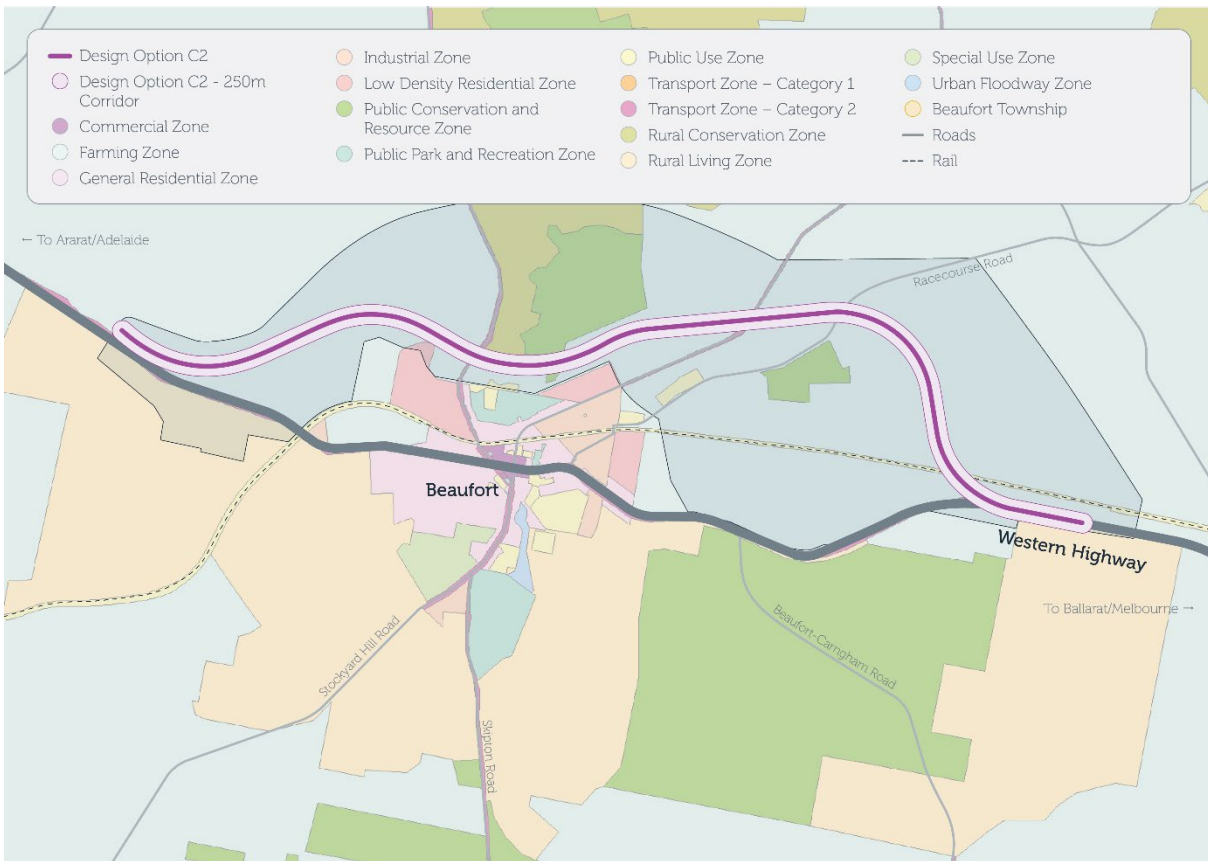 Design Option C2
Design Option C2 - 250m
Corridor
Commercial Zone
Farming Zone
General Residential Zone
Industrial Zone
Low Density Residential Zone
Public Conservation and
Resource Zone
Public Park and Recreation Zone
Public Use Zone
Transport Zone – Category 1
Transport Zone – Category 2
Rural Conservation Zone
Rural Living Zone
Special Use Zone
Urban Floodway Zone
Beaufort Township
Roads
Rail
← To Ararat/Adelaide
Racecourse Road
Beaufort
Western Highway
To Ballarat/Melbourne →
Stockyard Hill Road
Beaufort-Carngham Road
Skipton Road